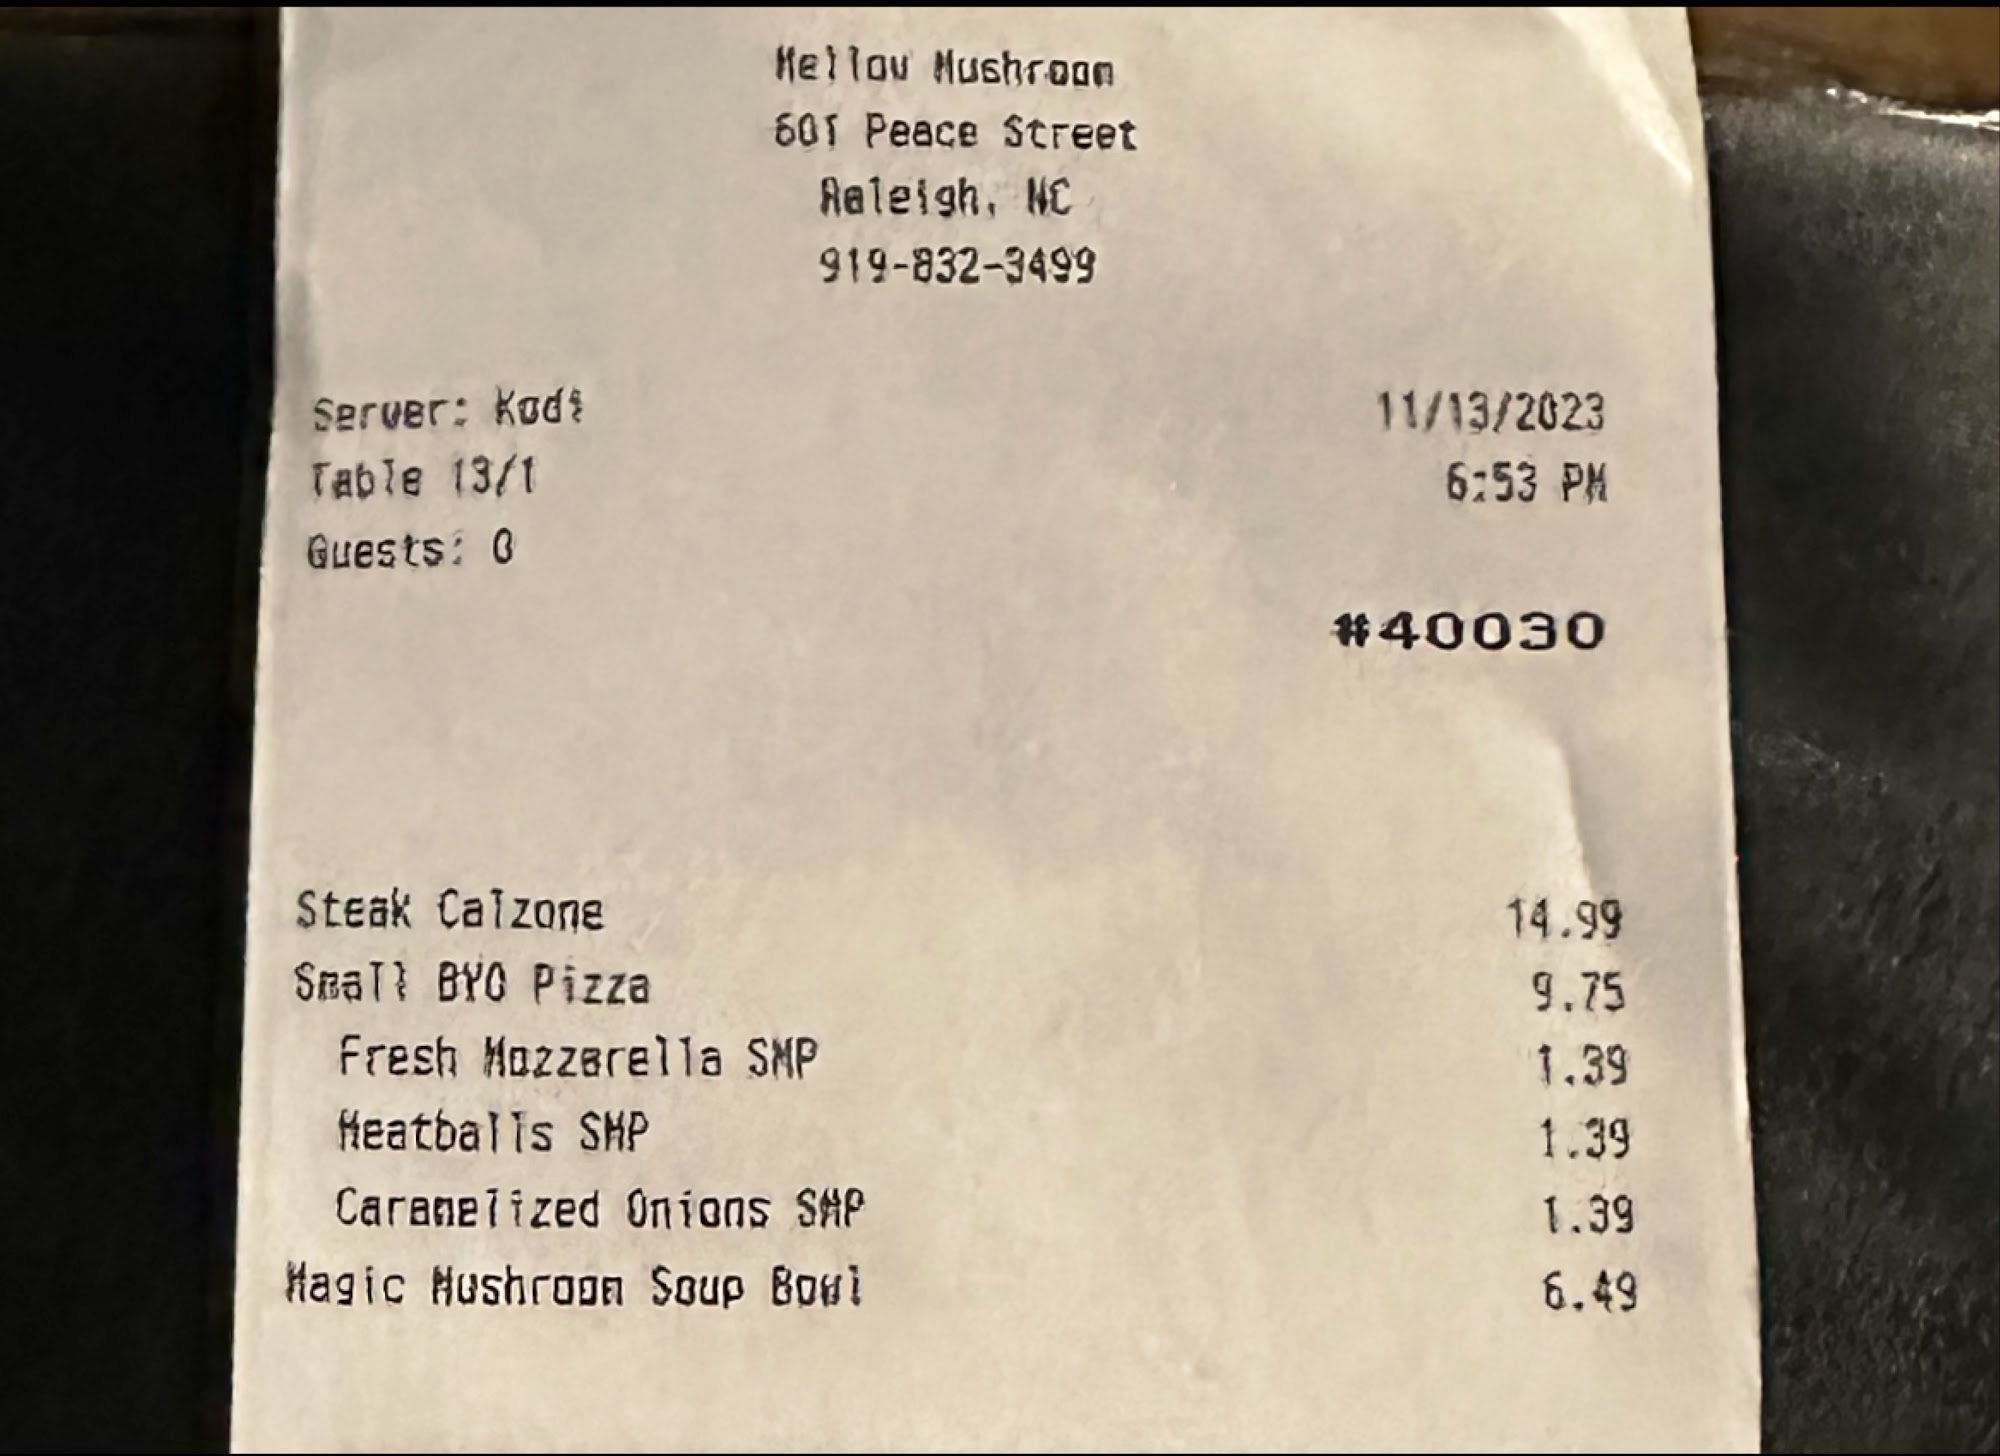 Mellow Mushroom
601 Peace Street
Raleigh, NC
919-832-3499
Server: Kodi
11/13/2023
Table 13/1
6:53 PM
Guests: 0
#40030
Steak Calzone 14.99
Small BYO Pizza 9.75
Fresh Mozzarella SMP 1.39
Meatballs SMP 1.39
Caramelized Onions SMP 1.39
Magic Mushroom Soup Bowl 6.49